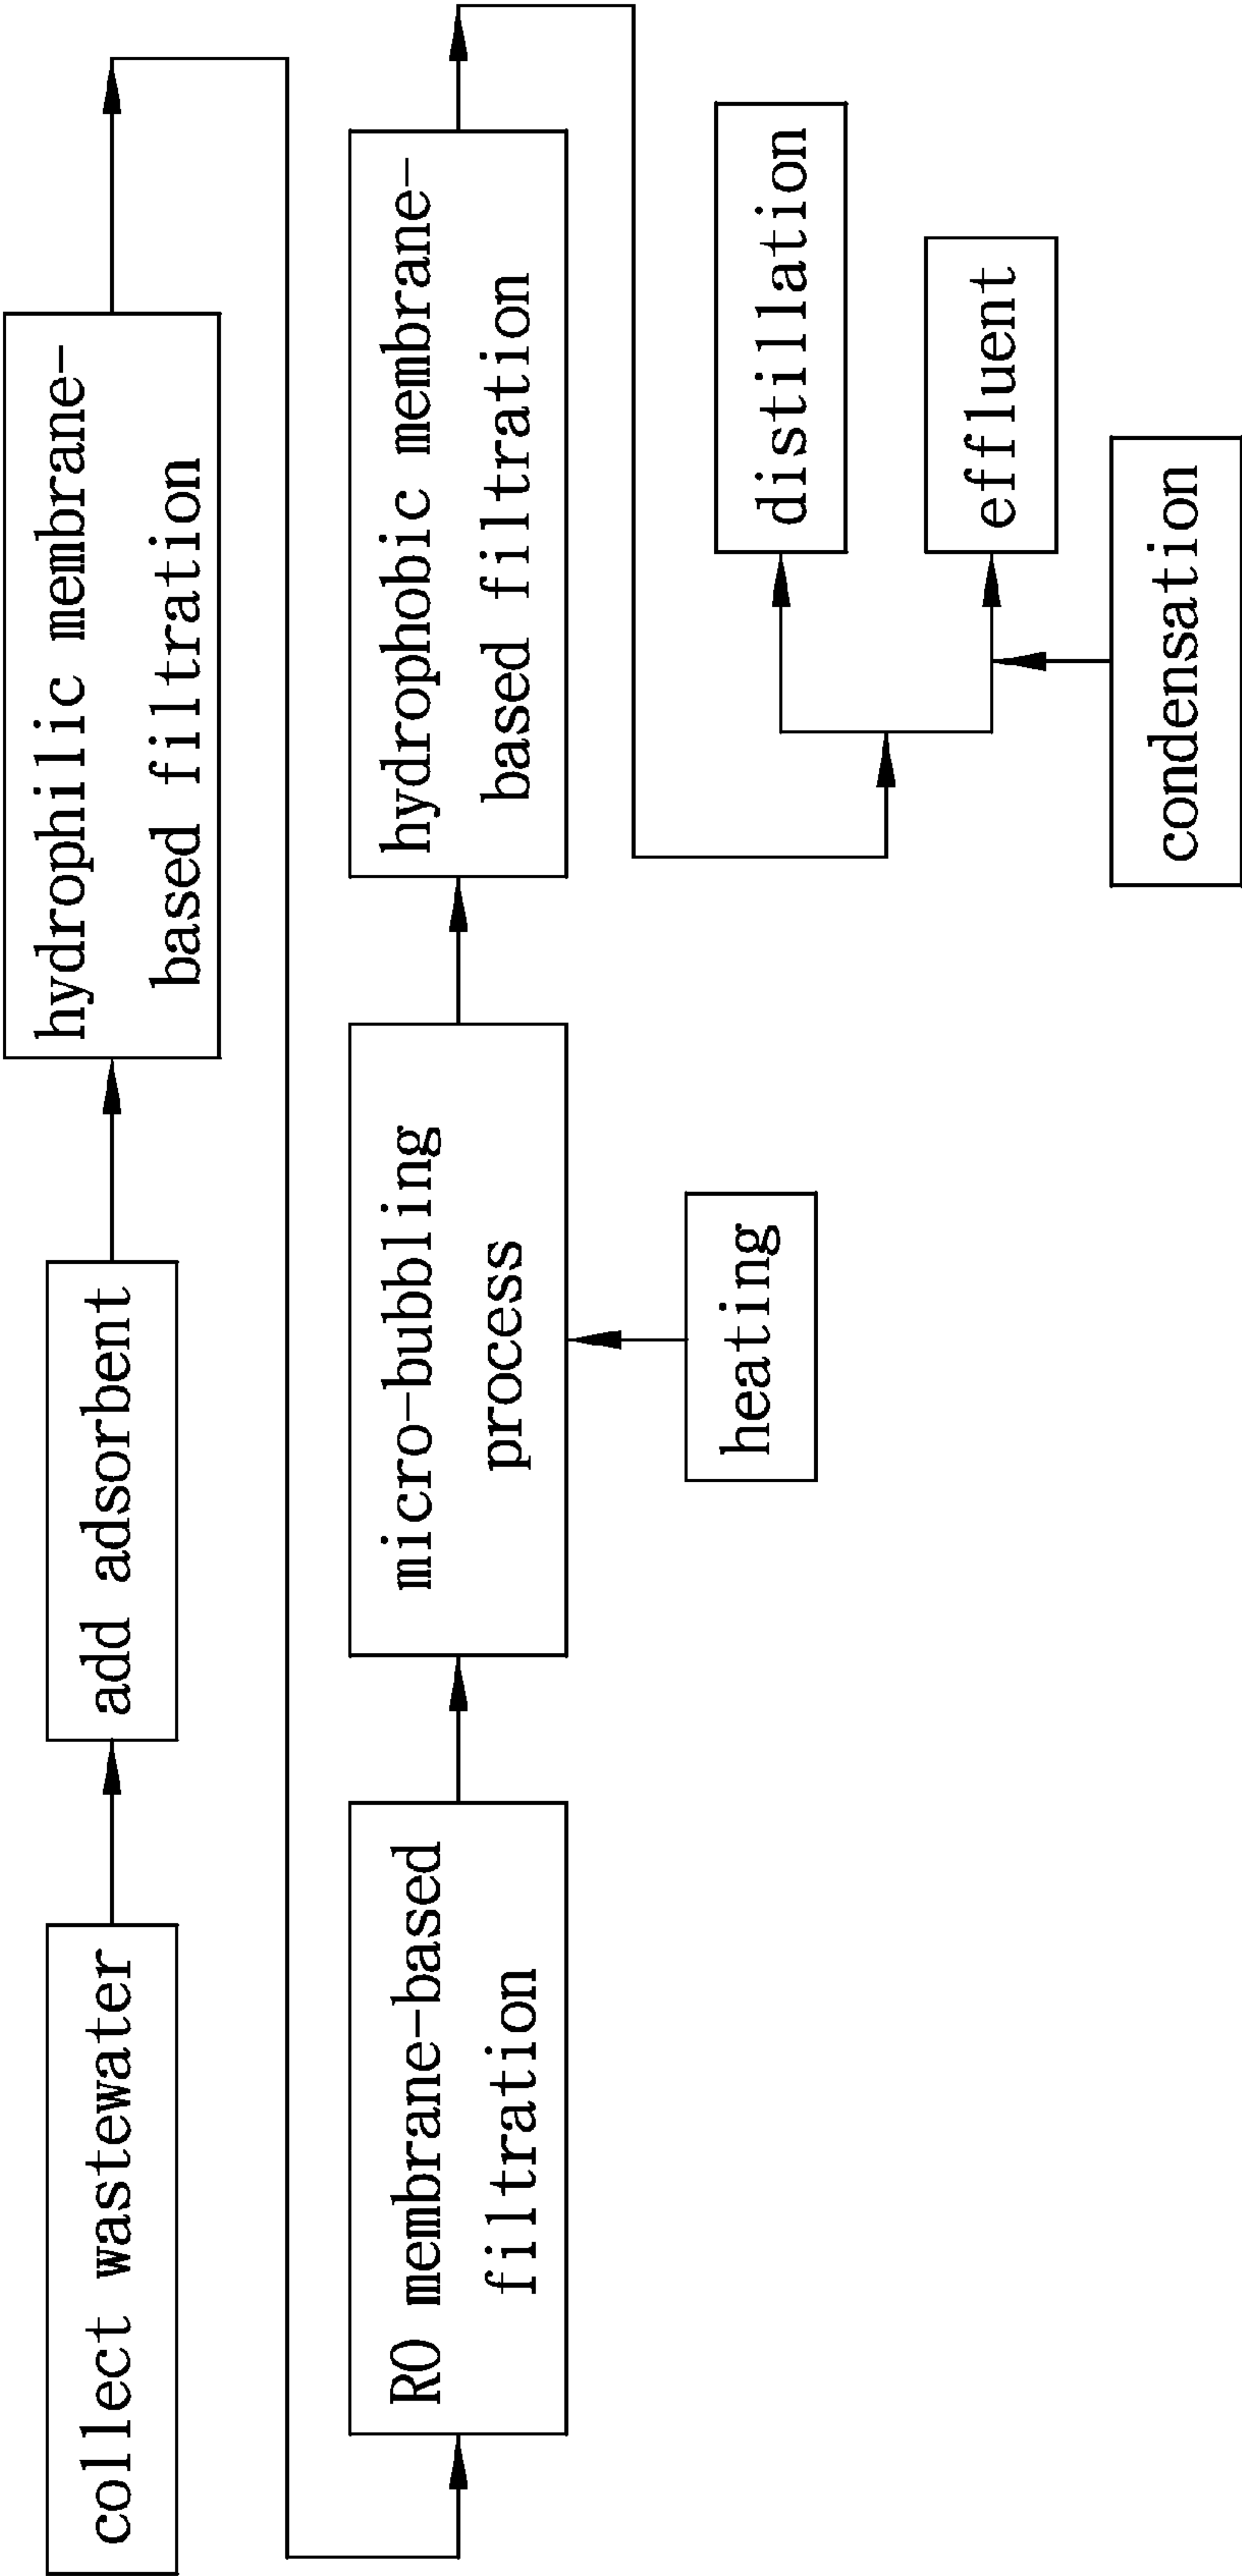 collect wastewater
add adsorbent
hydrophilic membrane-
based filtration
RO membrane-based
filtration
micro-bubbling
process
heating
hydrophobic membrane-
based filtration
distillation
effluent
condensation